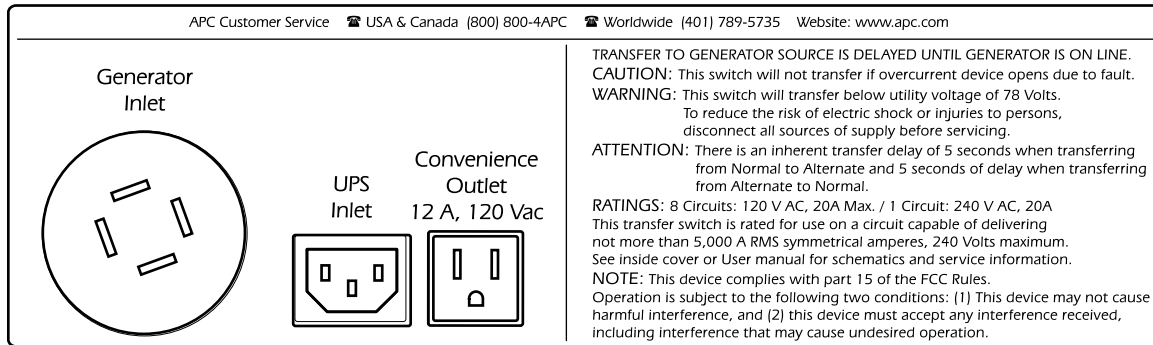 APC Customer Service ☎ USA & Canada (800) 800-4APC ☎ Worldwide (401) 789-5735 Website: www.apc.com
Generator
Inlet
UPS
Inlet
Convenience
Outlet
12 A, 120 Vac
TRANSFER TO GENERATOR SOURCE IS DELAYED UNTIL GENERATOR IS ON LINE.
CAUTION: This switch will not transfer if overcurrent device opens due to fault.
WARNING: This switch will transfer below utility voltage of 78 Volts.
To reduce the risk of electric shock or injuries to persons,
disconnect all sources of supply before servicing.
ATTENTION: There is an inherent transfer delay of 5 seconds when transferring
from Normal to Alternate and 5 seconds of delay when transferring
from Alternate to Normal.
RATINGS: 8 Circuits: 120 V AC, 20A Max. / 1 Circuit: 240 V AC, 20A
This transfer switch is rated for use on a circuit capable of delivering
not more than 5,000 A RMS symmetrical amperes, 240 Volts maximum.
See inside cover or User manual for schematics and service information.
NOTE: This device complies with part 15 of the FCC Rules.
Operation is subject to the following two conditions: (1) This device may not cause
harmful interference, and (2) this device must accept any interference received,
including interference that may cause undesired operation.